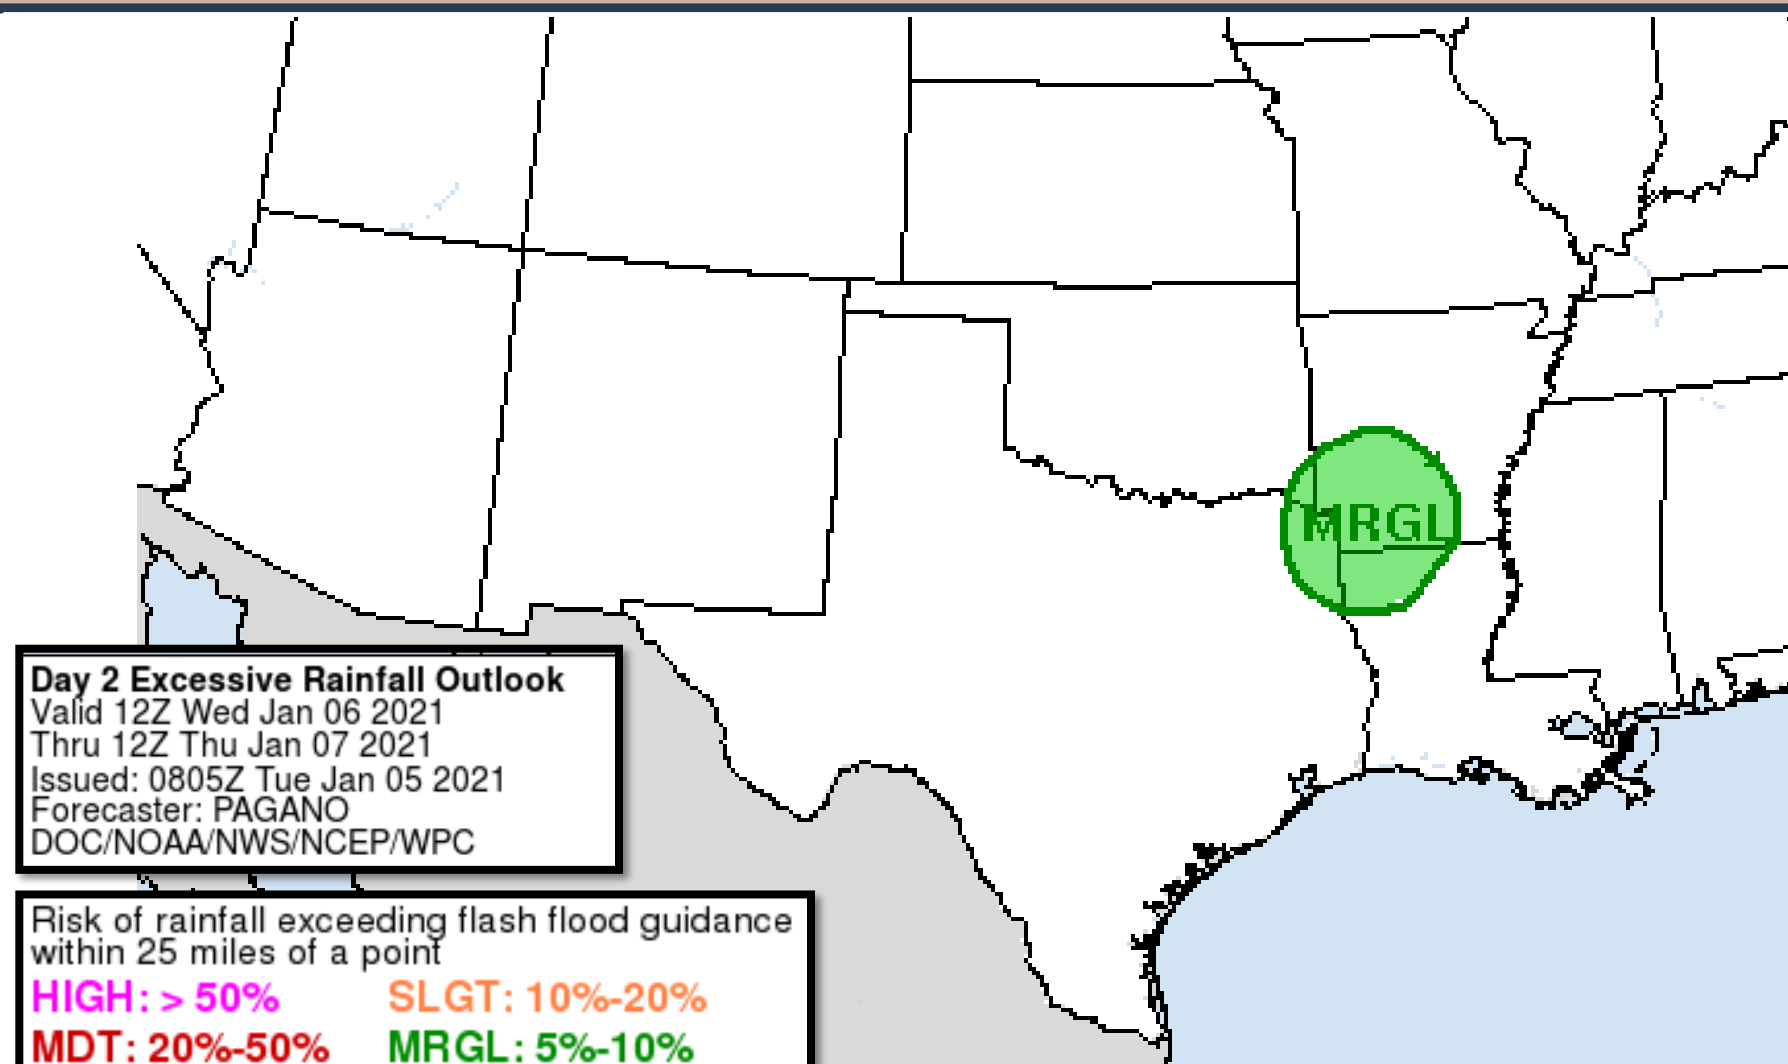 MRGL
Day 2 Excessive Rainfall Outlook
Valid 12Z Wed Jan 06 2021
Thru 12Z Thu Jan 07 2021
Issued: 0805Z Tue Jan 05 2021
Forecaster: PAGANO
DOC/NOAA/NWS/NCEP/WPC
Risk of rainfall exceeding flash flood guidance
within 25 miles of a point
HIGH: > 50% SLGT: 10%-20%
MDT: 20%-50% MRGL: 5%-10%